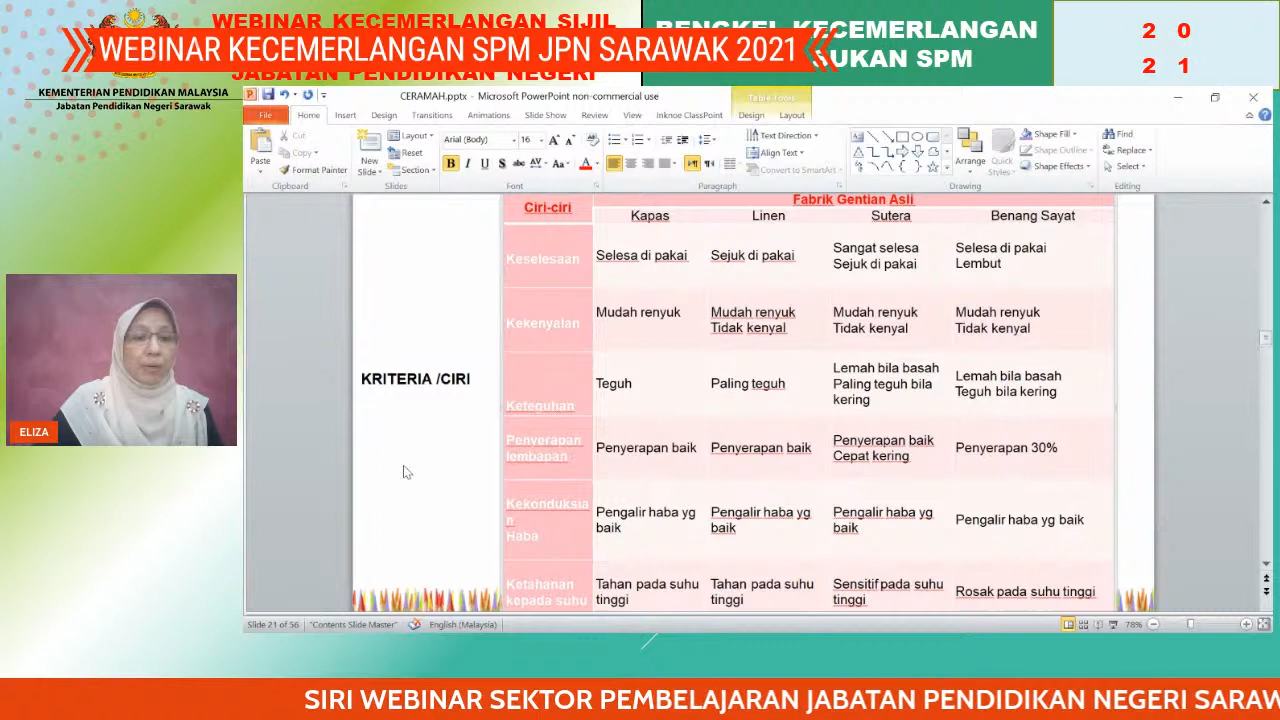 WEBINAR KECEMERLANGAN SIJIL
WEBINAR KECEMERLANGAN SPM JPN SARAWAK 2021
JABATAN PENDIDIKAN NEGERI
BENGKEL KECEMERLANGAN
SUKAN SPM
2 0
2 1
KEMENTERIAN PENDIDIKAN MALAYSIA
Jabatan Pendidikan Negeri Sarawak
CERAMAH.pptx - Microsoft PowerPoint non-commercial use
Table Tools
File Home Insert Design Transitions Animations Slide Show Review View Inknoe ClassPoint Design Layout
Paste
Cut
Copy
Format Painter
Clipboard
New
Slide
Layout
Reset
Section
Slides
Arial (Body) 16
Font
Text Direction
Align Text
Convert to SmartArt
Paragraph
Arrange
Quick
Styles
Shape Fill
Shape Outline
Shape Effects
Drawing
Find
Replace
Select
Editing
KRITERIA /CIRI
Ciri-ciri
Fabrik Gentian Asli
Kapas Linen Sutera Benang Sayat
Keselesaan
Selesa di pakai
Sejuk di pakai
Sangat selesa
Sejuk di pakai
Selesa di pakai
Lembut
Kekenyalan
Mudah renyuk
Mudah renyuk
Tidak kenyal
Mudah renyuk
Tidak kenyal
Mudah renyuk
Tidak kenyal
Keteguhan
Teguh
Paling teguh
Lemah bila basah
Paling teguh bila
kering
Lemah bila basah
Teguh bila kering
Penyerapan
lembapan
Penyerapan baik
Penyerapan baik
Penyerapan baik
Cepat kering
Penyerapan 30%
Kekonduksia
n
Haba
Pengalir haba yg
baik
Pengalir haba yg
baik
Pengalir haba yg
baik
Pengalir haba yg baik
Ketahanan
kepada suhu
Tahan pada suhu
tinggi
Tahan pada suhu
tinggi
Sensitif pada suhu
tinggi
Rosak pada suhu tinggi
ELIZA
Slide 21 of 56 "Contents Slide Master" English (Malaysia) 78%
SIRI WEBINAR SEKTOR PEMBELAJARAN JABATAN PENDIDIKAN NEGERI SARAW